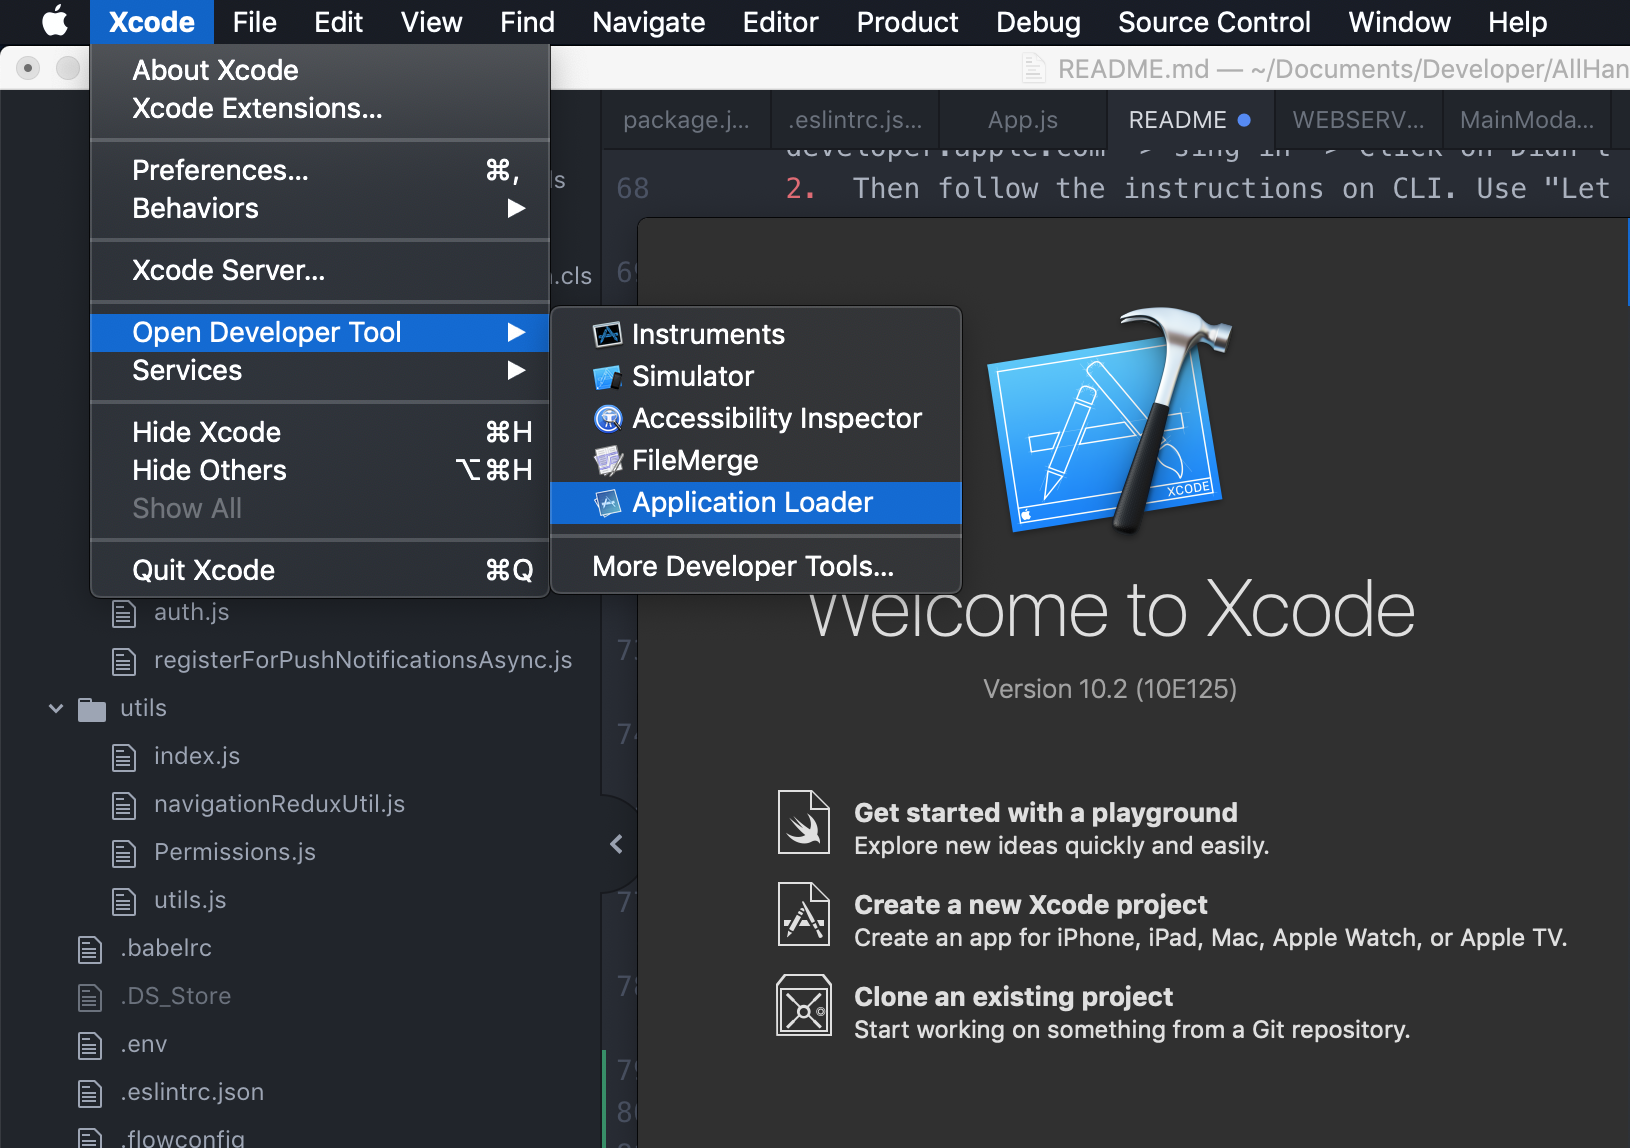 Xcode File Edit View Find Navigate Editor Product Debug Source Control Window Help
README.md — ~/Documents/Developer/AllHan
About Xcode
Xcode Extensions...
Preferences... ⌘,
Behaviors ▶
Xcode Server...
Open Developer Tool ▶
Services ▶
Hide Xcode ⌘H
Hide Others ⌥⌘H
Show All
Quit Xcode ⌘Q
Instruments
Simulator
Accessibility Inspector
FileMerge
Application Loader
More Developer Tools...
package.j... .eslintrc.js... App.js README WEBSERV... MainModa...
68 2. Then follow the instructions on CLI. Use "Let
.cls
XCODE
Welcome to Xcode
Version 10.2 (10E125)
Get started with a playground
Explore new ideas quickly and easily.
Create a new Xcode project
Create an app for iPhone, iPad, Mac, Apple Watch, or Apple TV.
Clone an existing project
Start working on something from a Git repository.
auth.js
registerForPushNotificationsAsync.js
utils
index.js
navigationReduxUtil.js
Permissions.js
utils.js
.babelrc
.DS_Store
.env
.eslintrc.json
.flowconfig